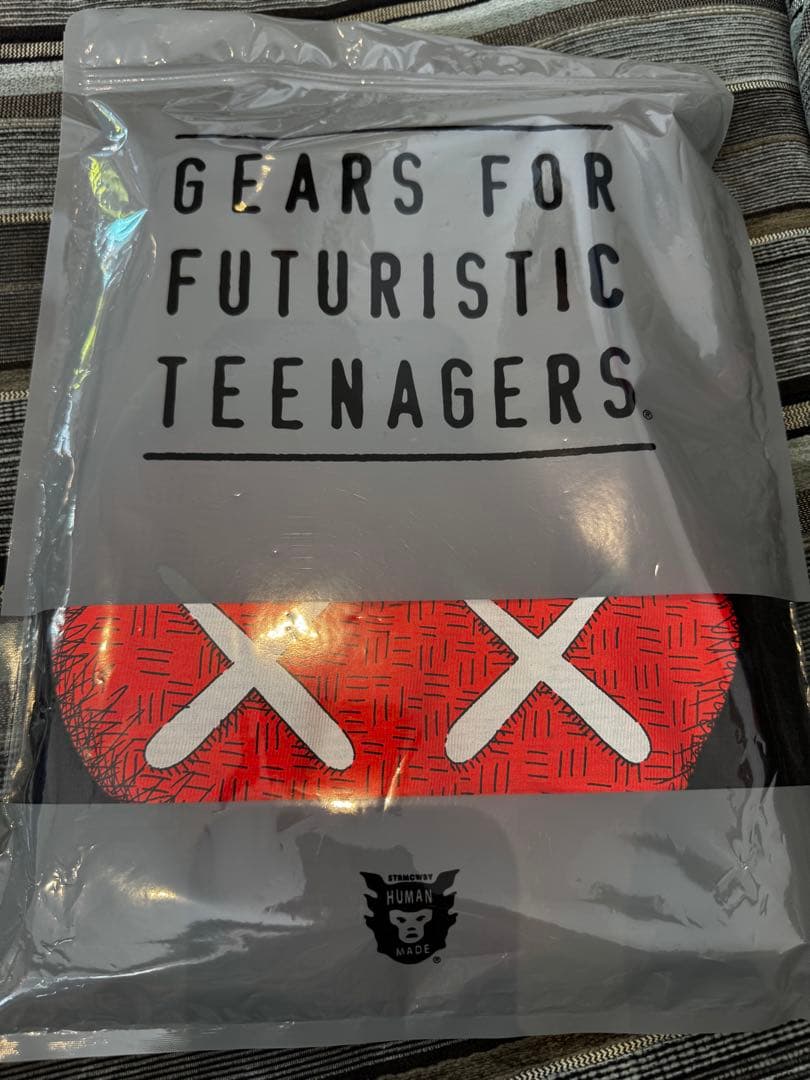 GEARS FOR
FUTURISTIC
TEENAGERS®
STRMCWBY
HUMAN
MADE®